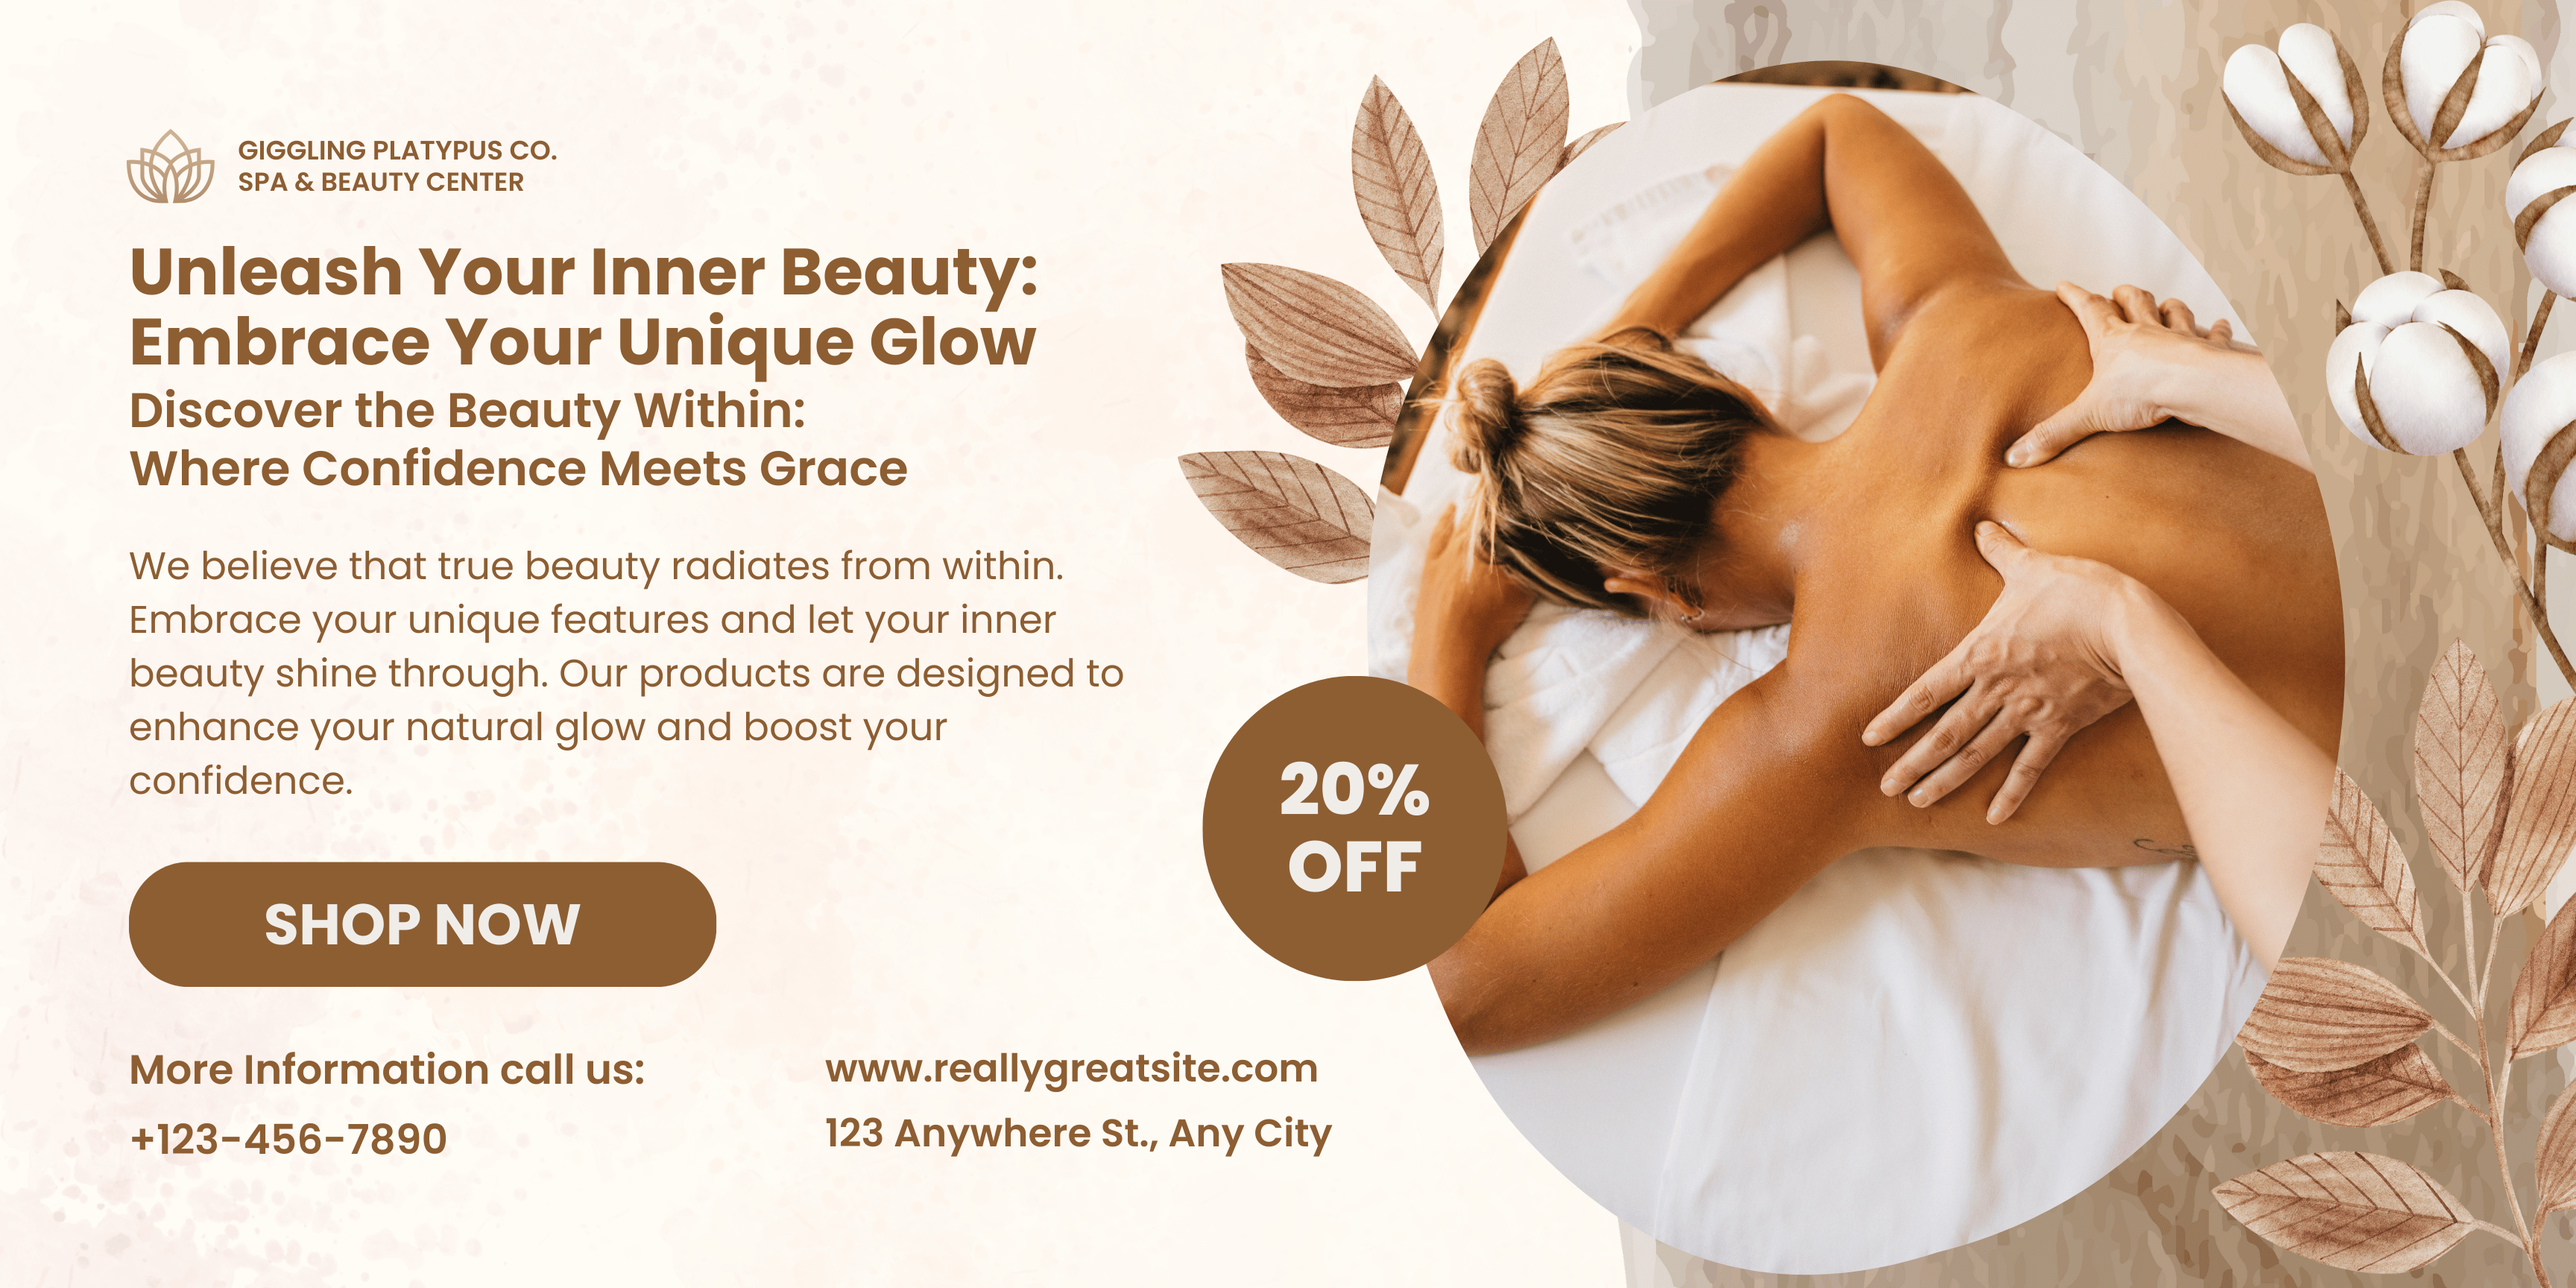 GIGGLING PLATYPUS CO.
SPA & BEAUTY CENTER
Unleash Your Inner Beauty:
Embrace Your Unique Glow
Discover the Beauty Within:
Where Confidence Meets Grace
We believe that true beauty radiates from within.
Embrace your unique features and let your inner
beauty shine through. Our products are designed to
enhance your natural glow and boost your
confidence.
20%
OFF
SHOP NOW
More Information call us:
+123-456-7890
www.reallygreatsite.com
123 Anywhere St., Any City